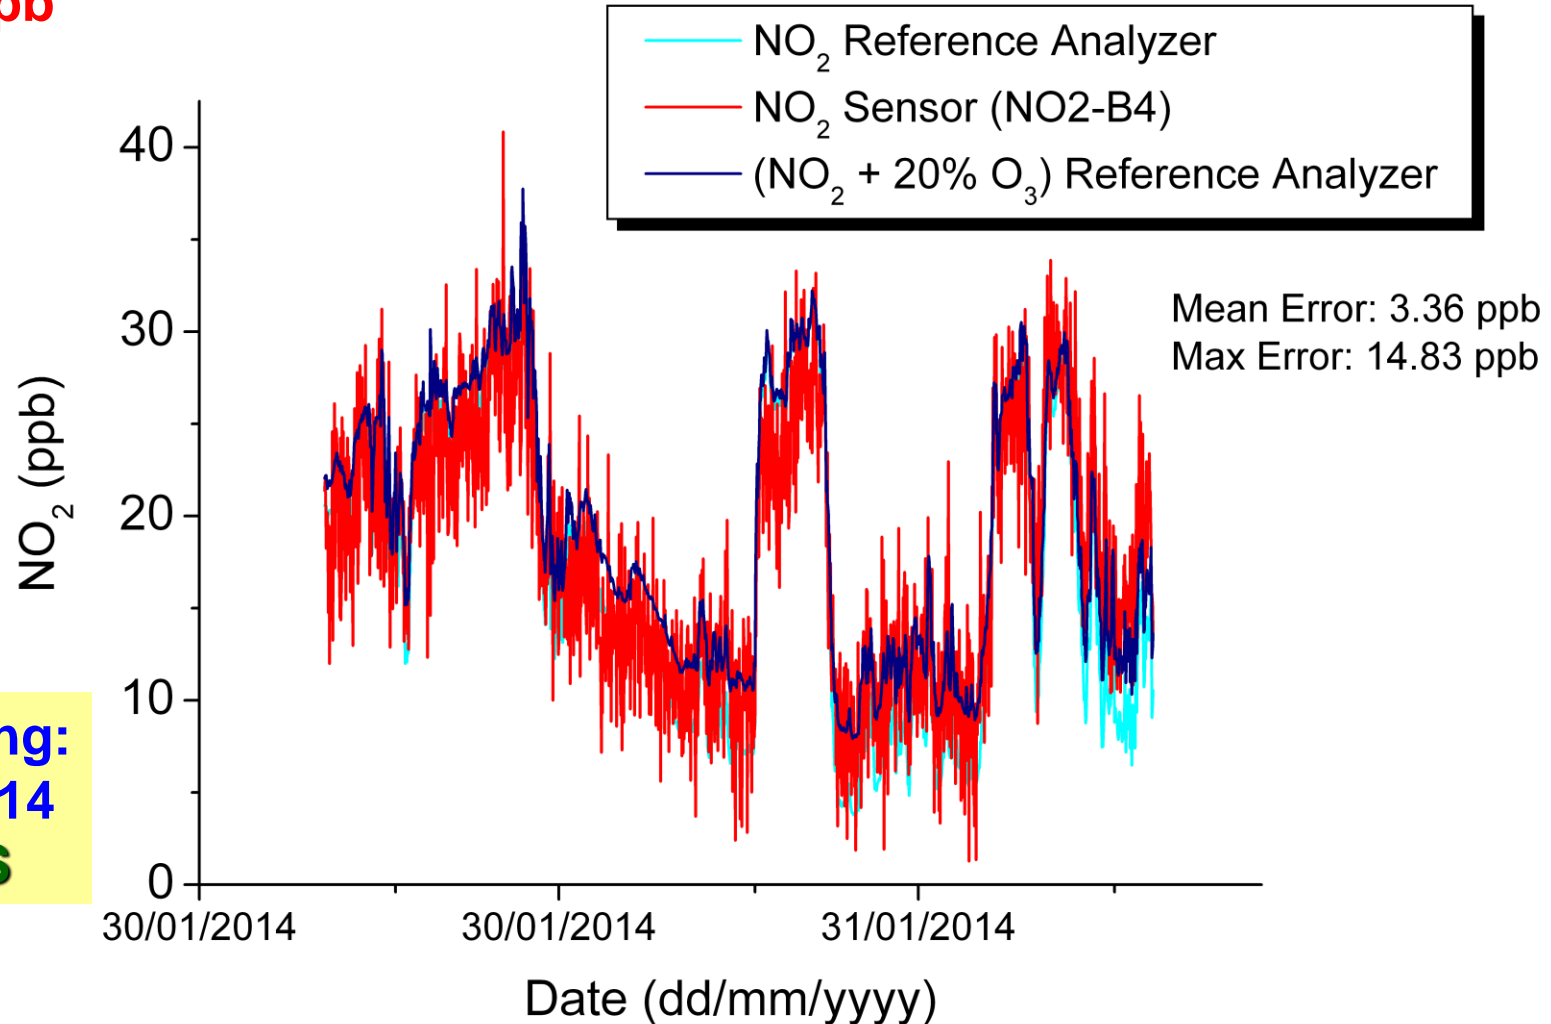 NO2 Reference Analyzer
NO2 Sensor (NO2-B4)
(NO2 + 20% O3) Reference Analyzer
Mean Error: 3.36 ppb
Max Error: 14.83 ppb
NO2 (ppb)
40
30
20
10
0
30/01/2014
30/01/2014
31/01/2014
Date (dd/mm/yyyy)
ng:
14
s